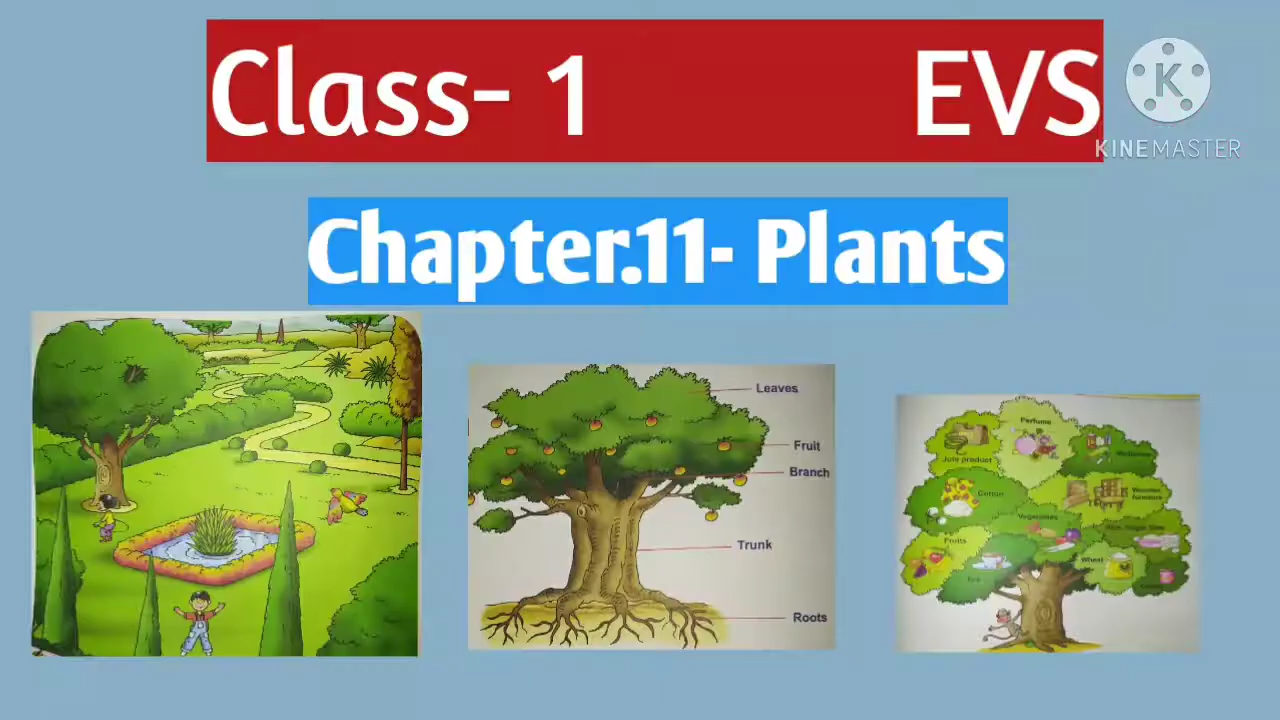 Class- 1 EVS
K
KINEMASTER
Chapter.11- Plants
Leaves
Fruit
Branch
Trunk
Roots
Perfume
Jute product
Medicines
Cotton
Wooden
furniture
Vegetables
Fruits
Wheat
Tea